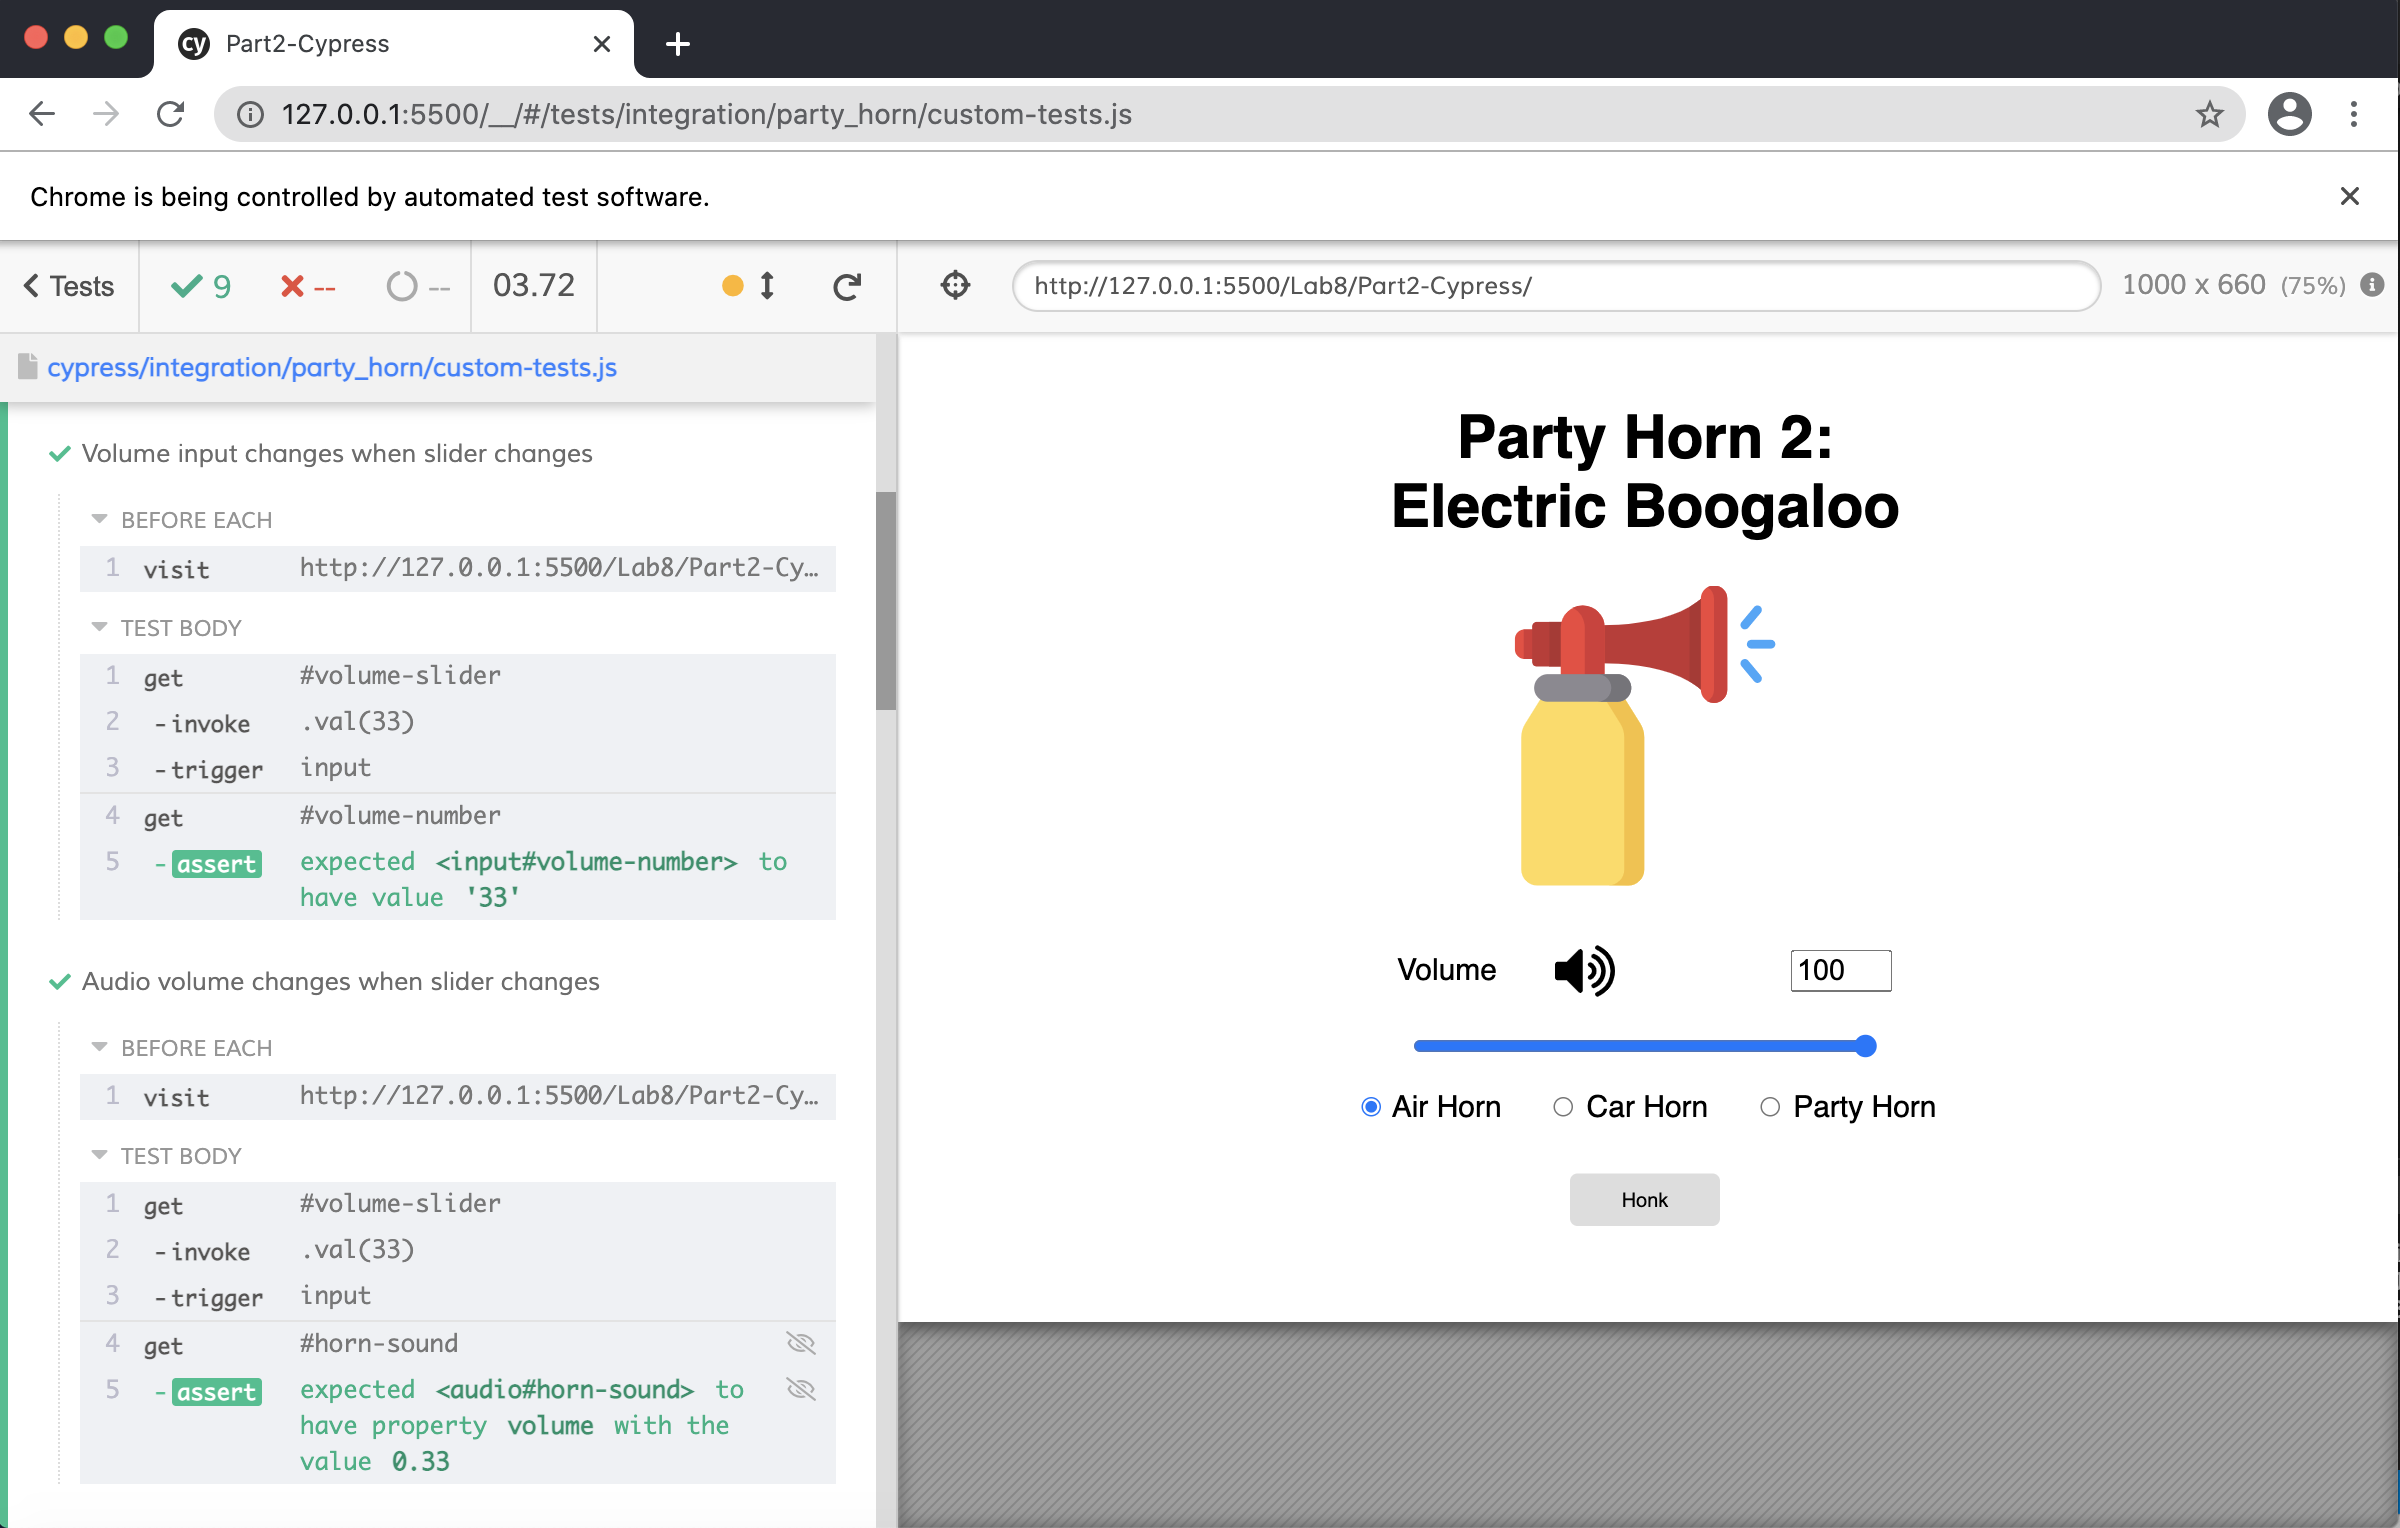 cy Part2-Cypress
127.0.0.1:5500/__/#/tests/integration/party_horn/custom-tests.js
Chrome is being controlled by automated test software.
Tests 9 -- -- 03.72
http://127.0.0.1:5500/Lab8/Part2-Cypress/ 1000 x 660 (75%)
cypress/integration/party_horn/custom-tests.js
Volume input changes when slider changes
BEFORE EACH
1 visit http://127.0.0.1:5500/Lab8/Part2-Cy…
TEST BODY
1 get #volume-slider
2 -invoke .val(33)
3 -trigger input
4 get #volume-number
5 -assert expected <input#volume-number> to
have value '33'
Audio volume changes when slider changes
BEFORE EACH
1 visit http://127.0.0.1:5500/Lab8/Part2-Cy…
TEST BODY
1 get #volume-slider
2 -invoke .val(33)
3 -trigger input
4 get #horn-sound
5 -assert expected <audio#horn-sound> to
have property volume with the
value 0.33
Party Horn 2:
Electric Boogaloo
Volume 100
Air Horn Car Horn Party Horn
Honk